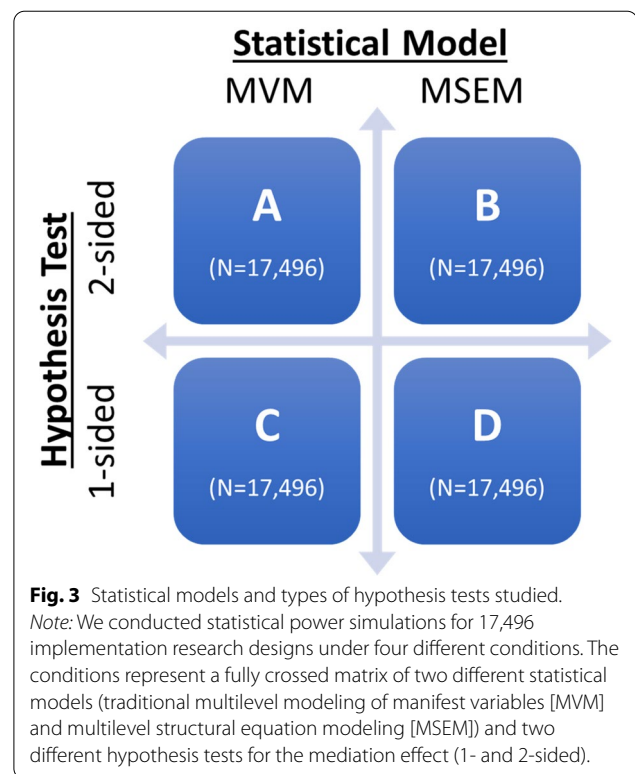 Statistical Model
MVM MSEM
Hypothesis Test
2-sided
1-sided
A
(N=17,496)
B
(N=17,496)
C
(N=17,496)
D
(N=17,496)
Fig. 3 Statistical models and types of hypothesis tests studied.
Note: We conducted statistical power simulations for 17,496
implementation research designs under four different conditions. The
conditions represent a fully crossed matrix of two different statistical
models (traditional multilevel modeling of manifest variables [MVM]
and multilevel structural equation modeling [MSEM]) and two
different hypothesis tests for the mediation effect (1- and 2-sided).